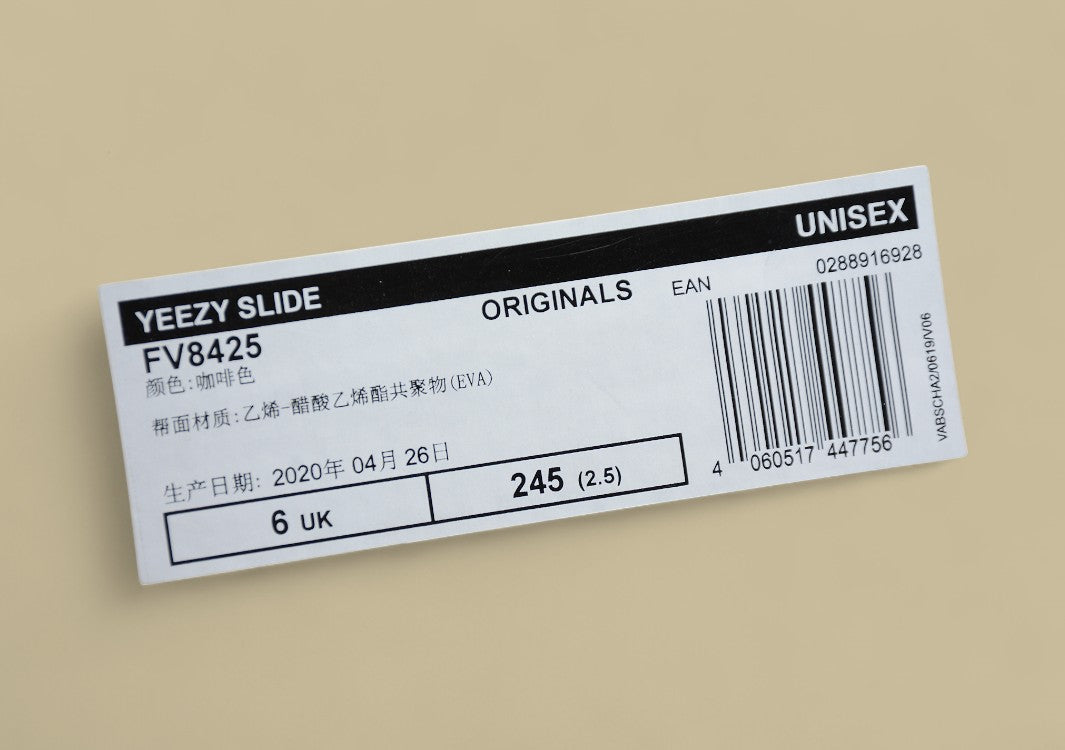 YEEZY SLIDE UNISEX
FV8425 ORIGINALS EAN 0288916928
颜色:咖啡色
帮面材质:乙烯-醋酸乙烯酯共聚物(EVA)
生产日期: 2020年 04月 26日
6 UK 245 (2.5)
4 060517 447756
VABSCHA2/0619/V06